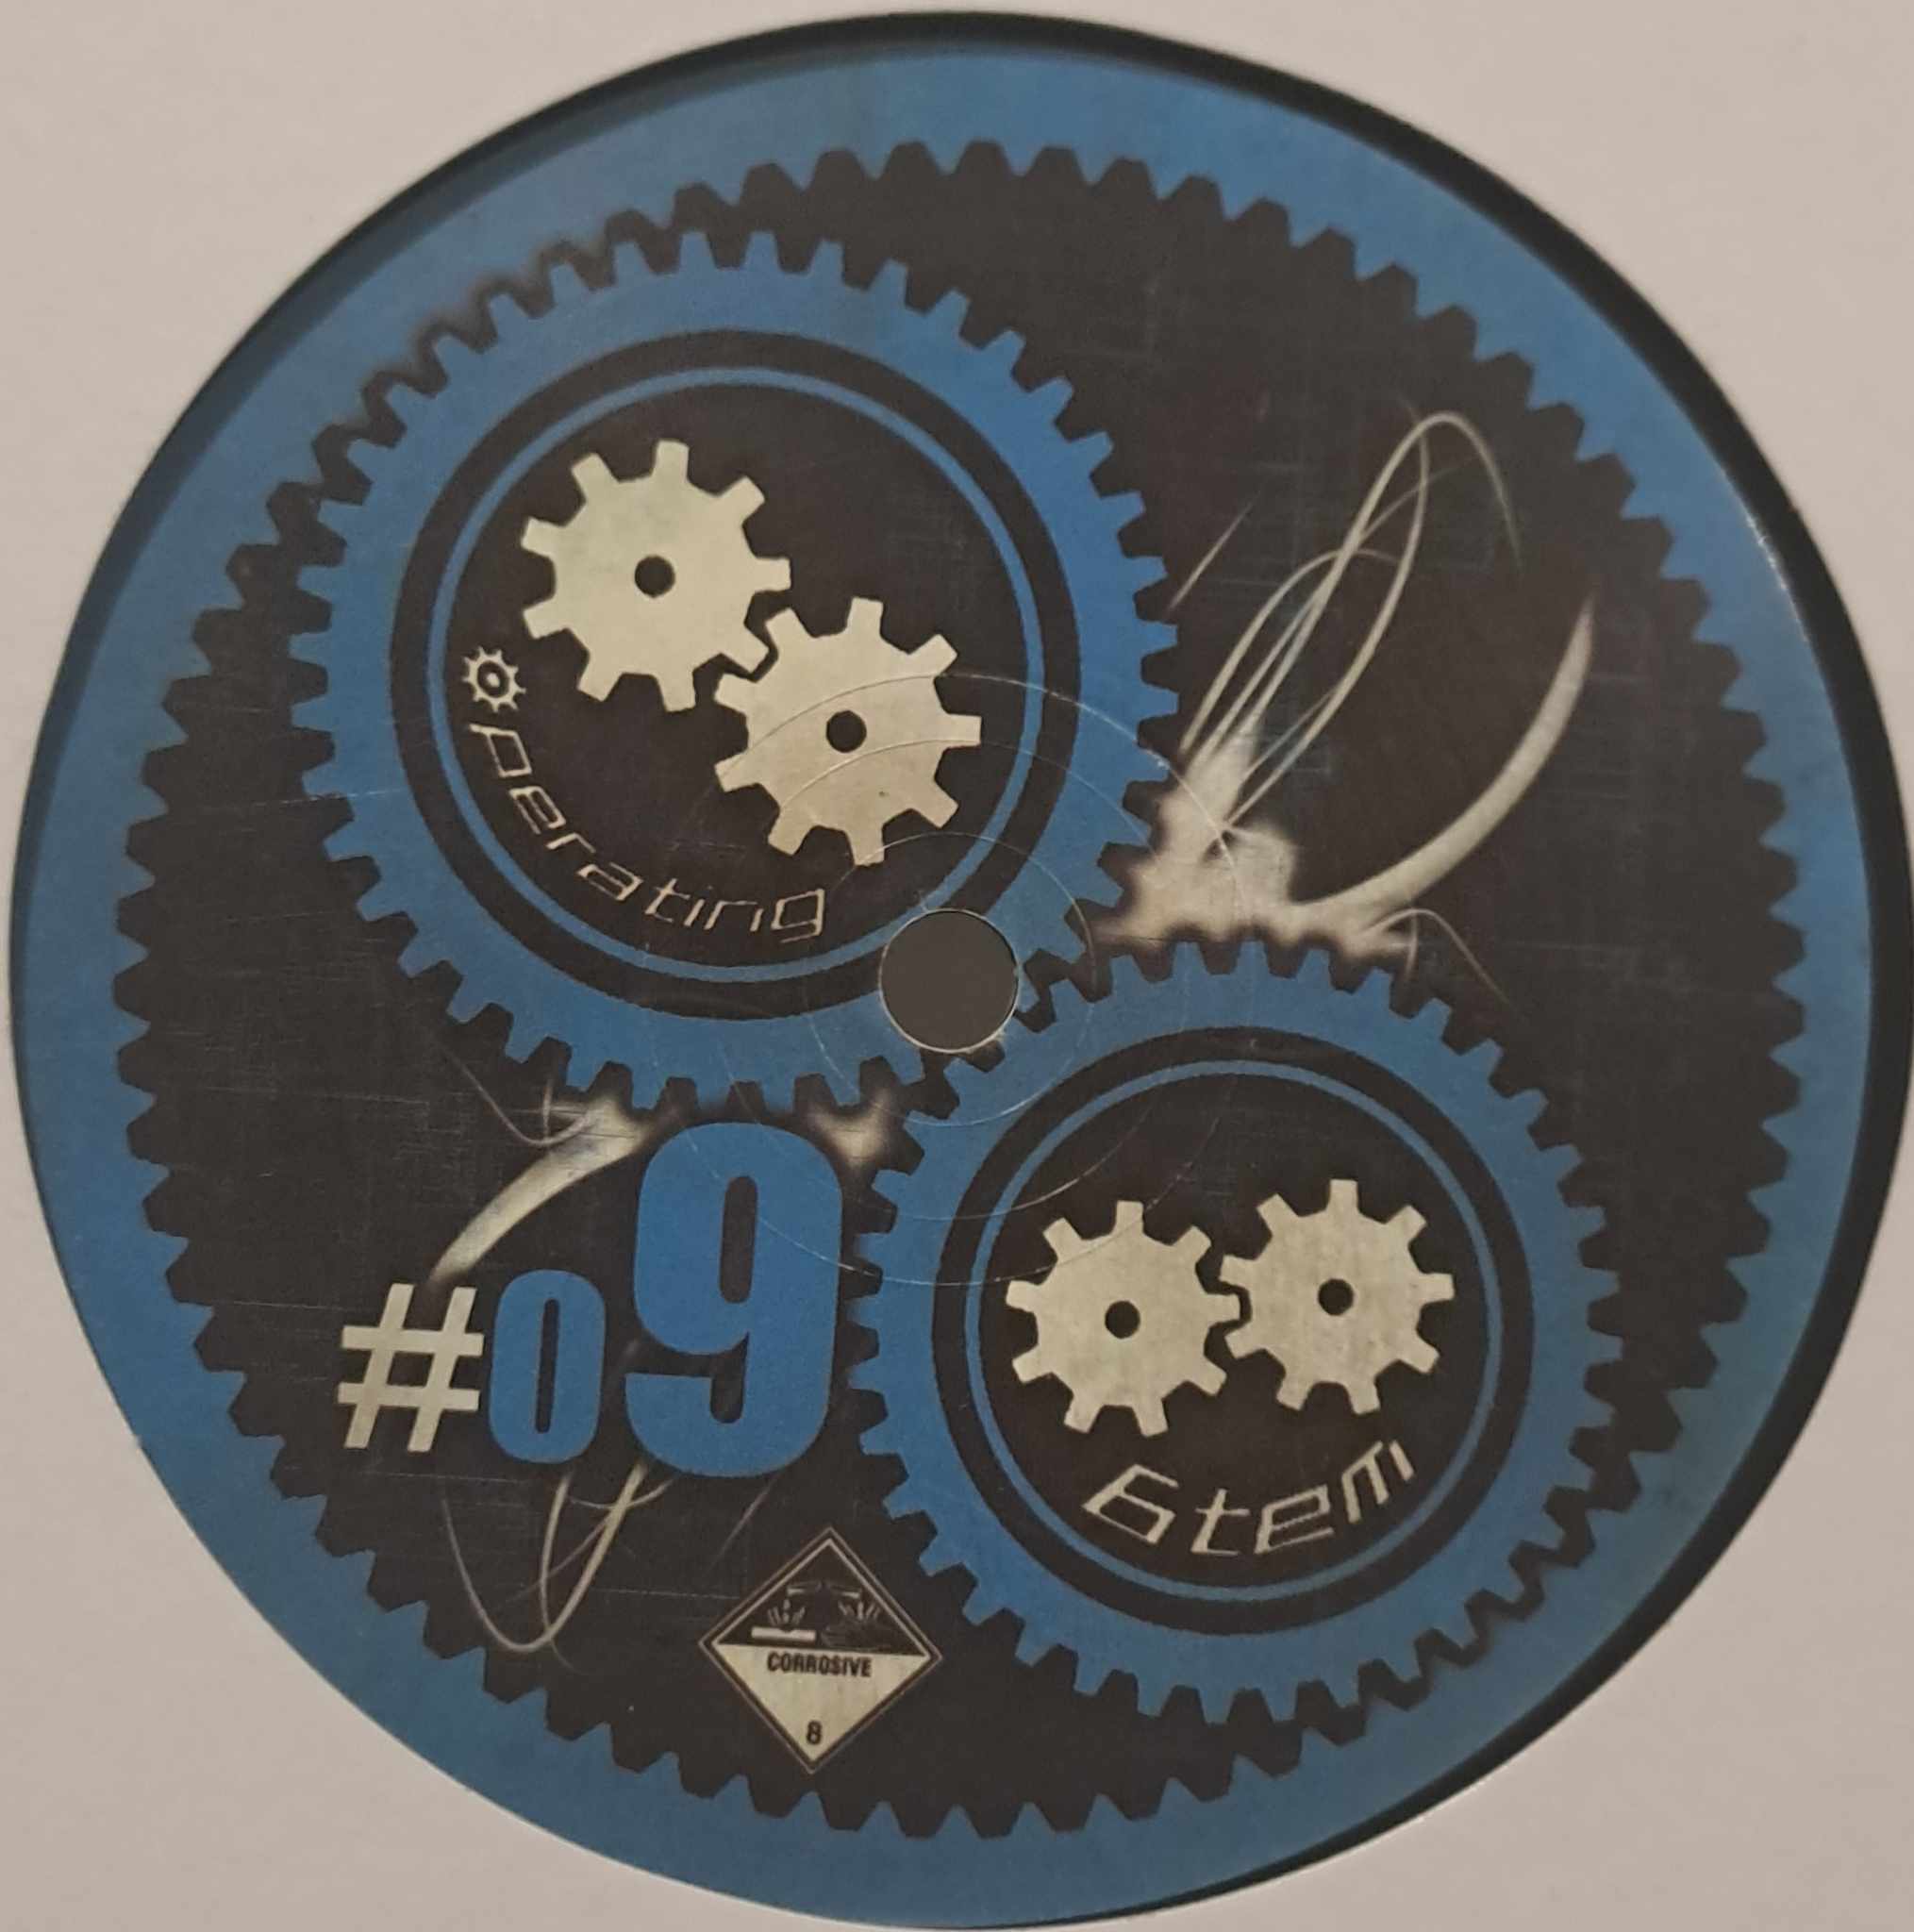 operating
#09
6tem
CORROSIVE
8